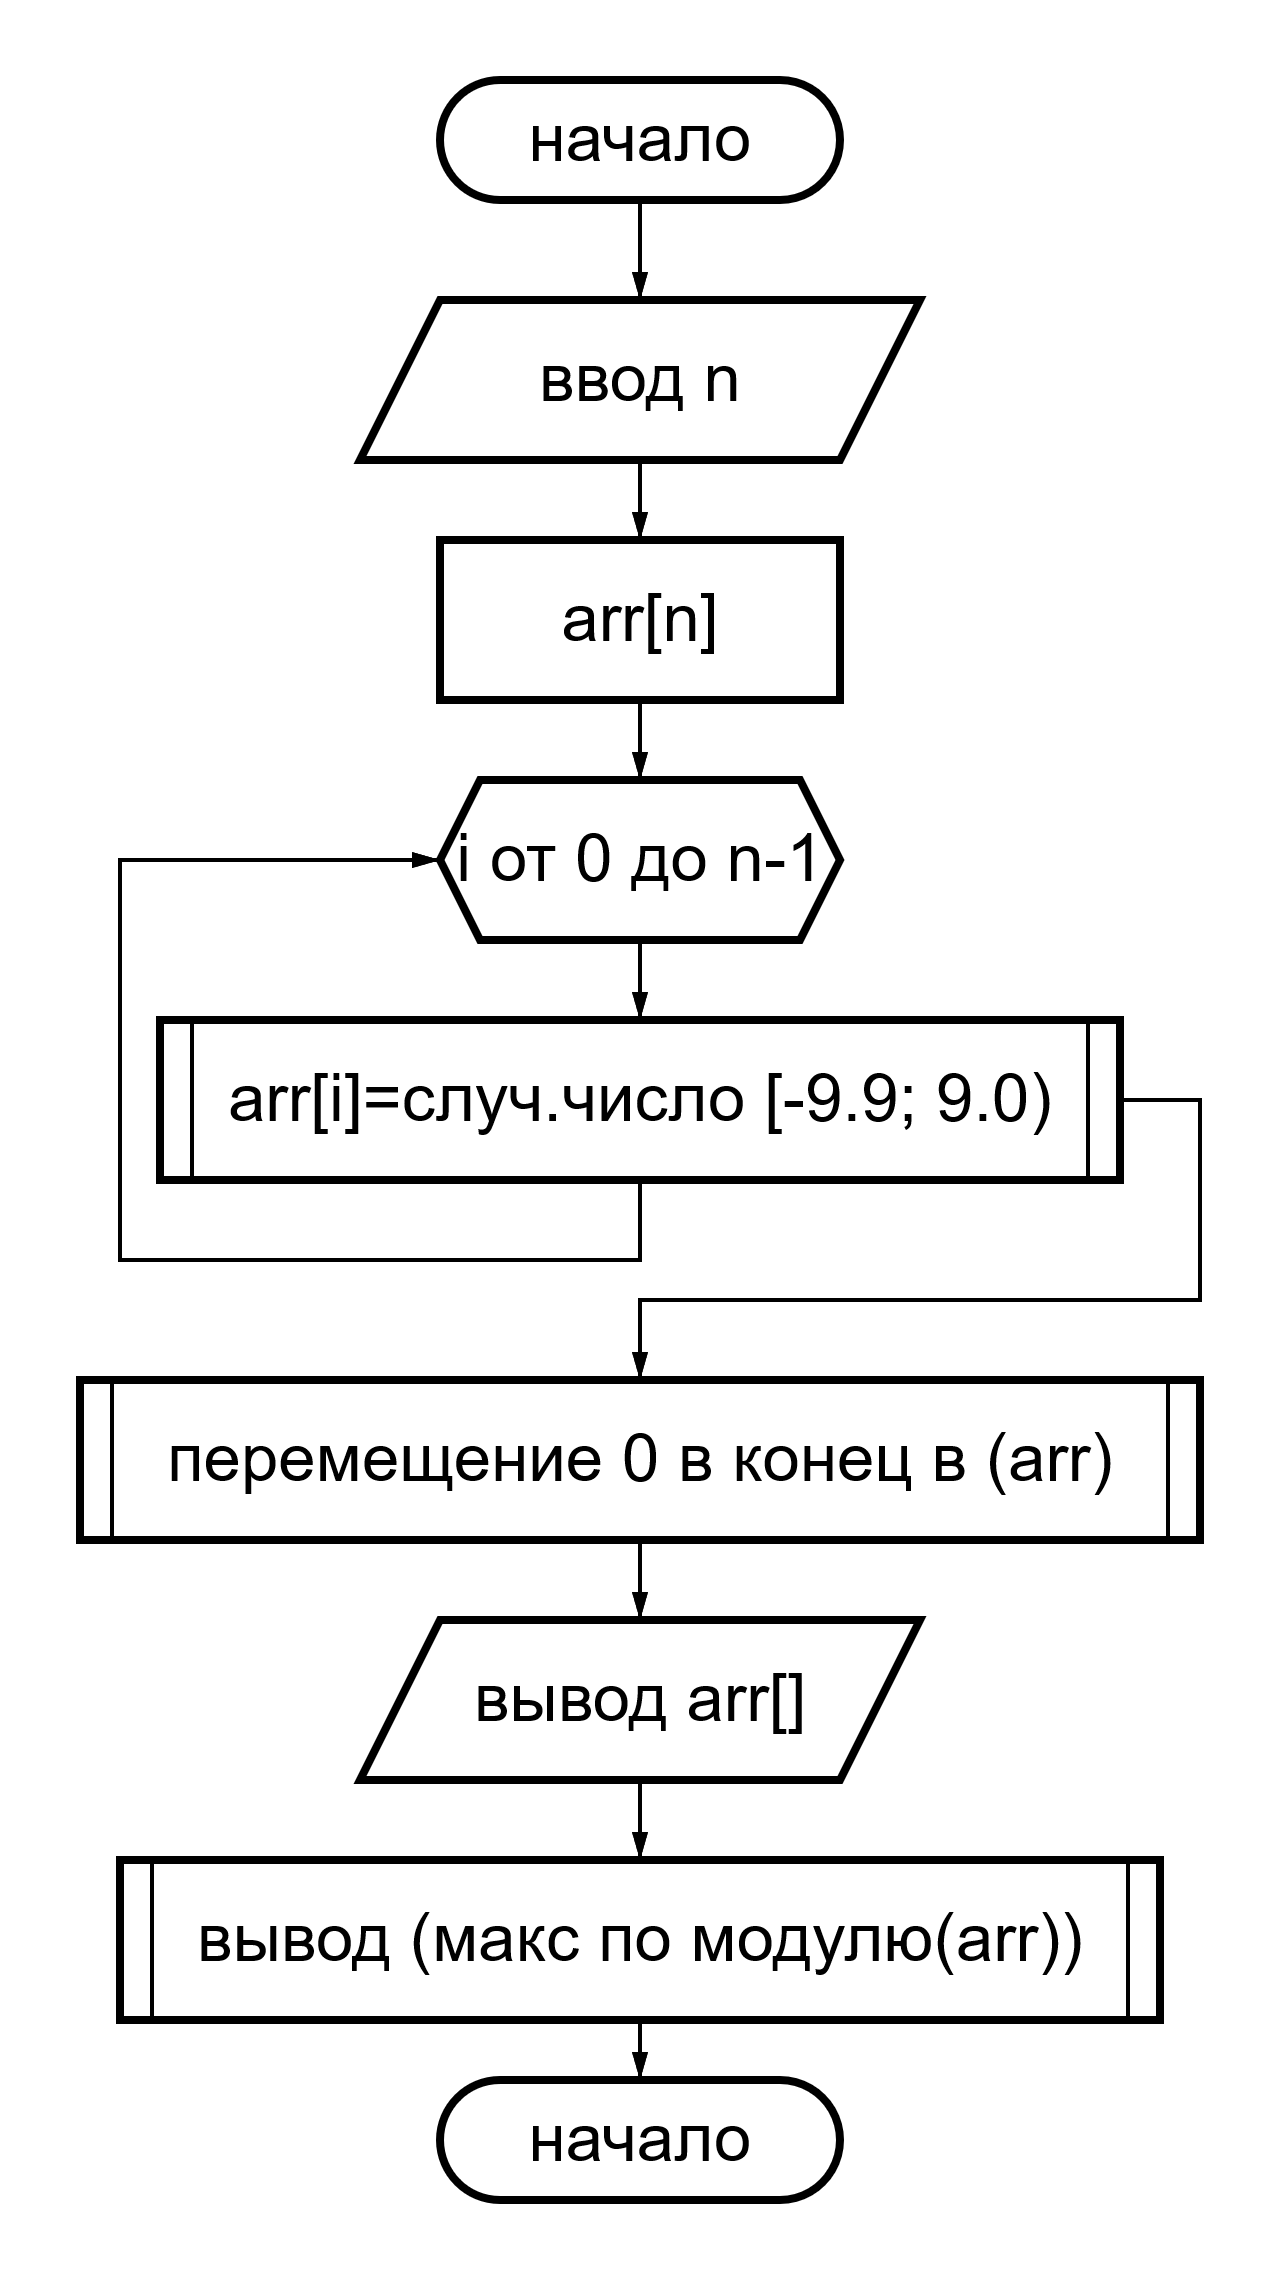 начало
ввод n
arr[n]
i от 0 до n-1
arr[i]=случ.число [-9.9; 9.0)
перемещение 0 в конец в (arr)
вывод arr[]
вывод (макс по модулю(arr))
начало